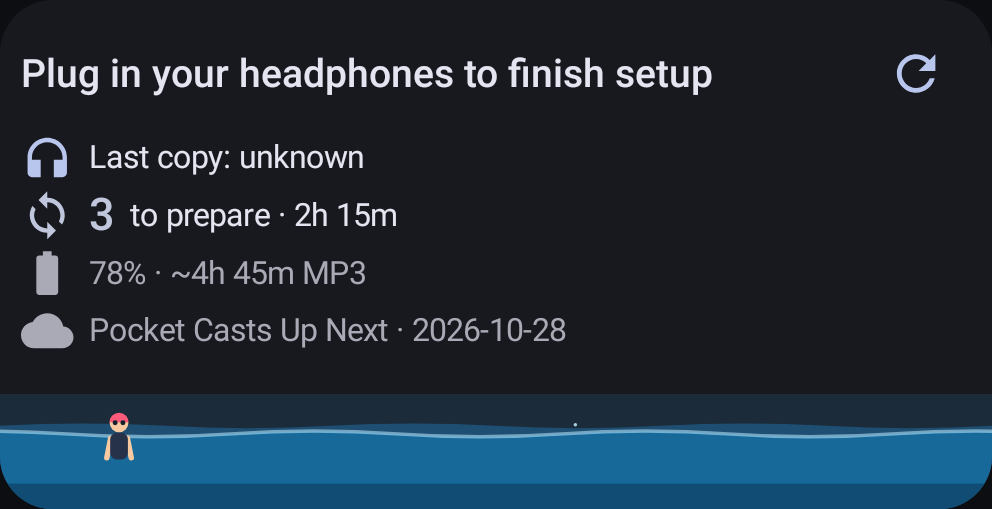 Plug in your headphones to finish setup
Last copy: unknown
3 to prepare · 2h 15m
78% · ~4h 45m MP3
Pocket Casts Up Next · 2026-10-28